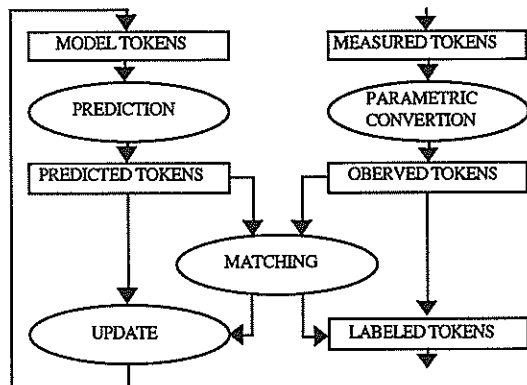 MODEL TOKENS
MEASURED TOKENS
PREDICTION
PARAMETRIC
CONVERTION
PREDICTED TOKENS
OBERVED TOKENS
MATCHING
UPDATE
LABELED TOKENS